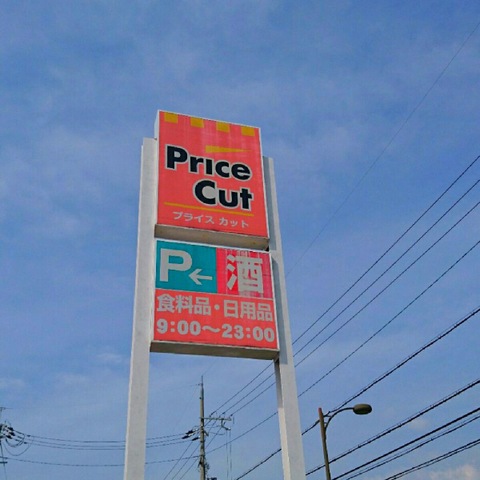 Price
Cut
プライス カット
P← 酒
食料品・日用品
9:00〜23:00